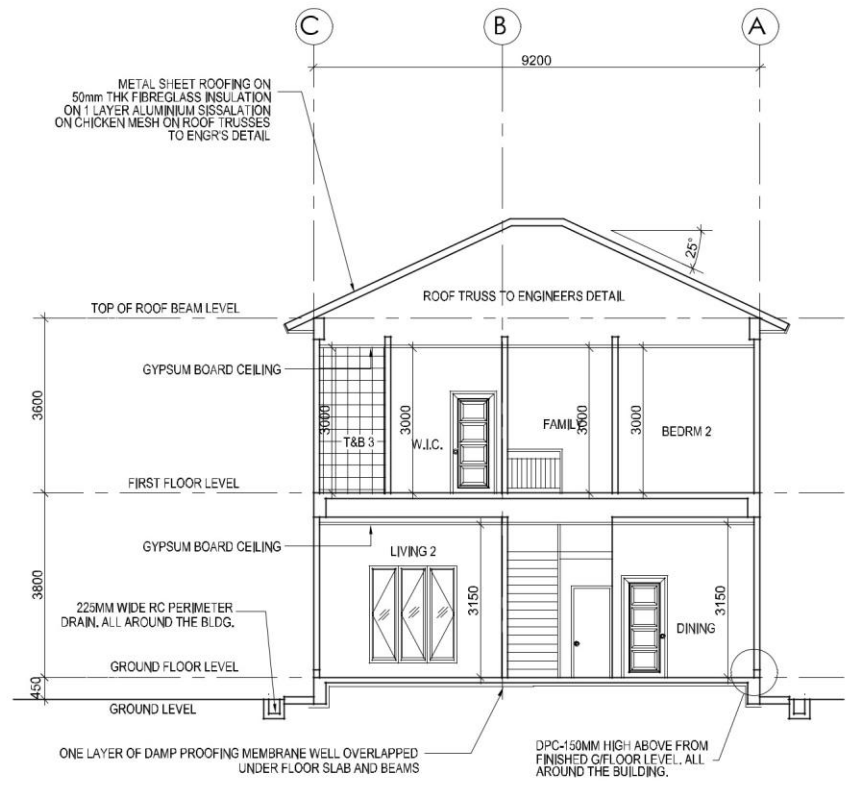 C
B
A
9200
METAL SHEET ROOFING ON
50mm THK FIBREGLASS INSULATION
ON 1 LAYER ALUMINIUM SISSALATION
ON CHICKEN MESH ON ROOF TRUSSES
TO ENGR'S DETAIL
25°
ROOF TRUSS TO ENGINEERS DETAIL
TOP OF ROOF BEAM LEVEL
GYPSUM BOARD CEILING
3600
3000
3000
3000
3000
T&B 3
W.I.C.
FAMILY
BEDRM 2
FIRST FLOOR LEVEL
GYPSUM BOARD CEILING
LIVING 2
3800
3150
3150
225MM WIDE RC PERIMETER
DRAIN. ALL AROUND THE BLDG.
DINING
GROUND FLOOR LEVEL
450
GROUND LEVEL
ONE LAYER OF DAMP PROOFING MEMBRANE WELL OVERLAPPED
UNDER FLOOR SLAB AND BEAMS
DPC-150MM HIGH ABOVE FROM
FINISHED G/FLOOR LEVEL. ALL
AROUND THE BUILDING.